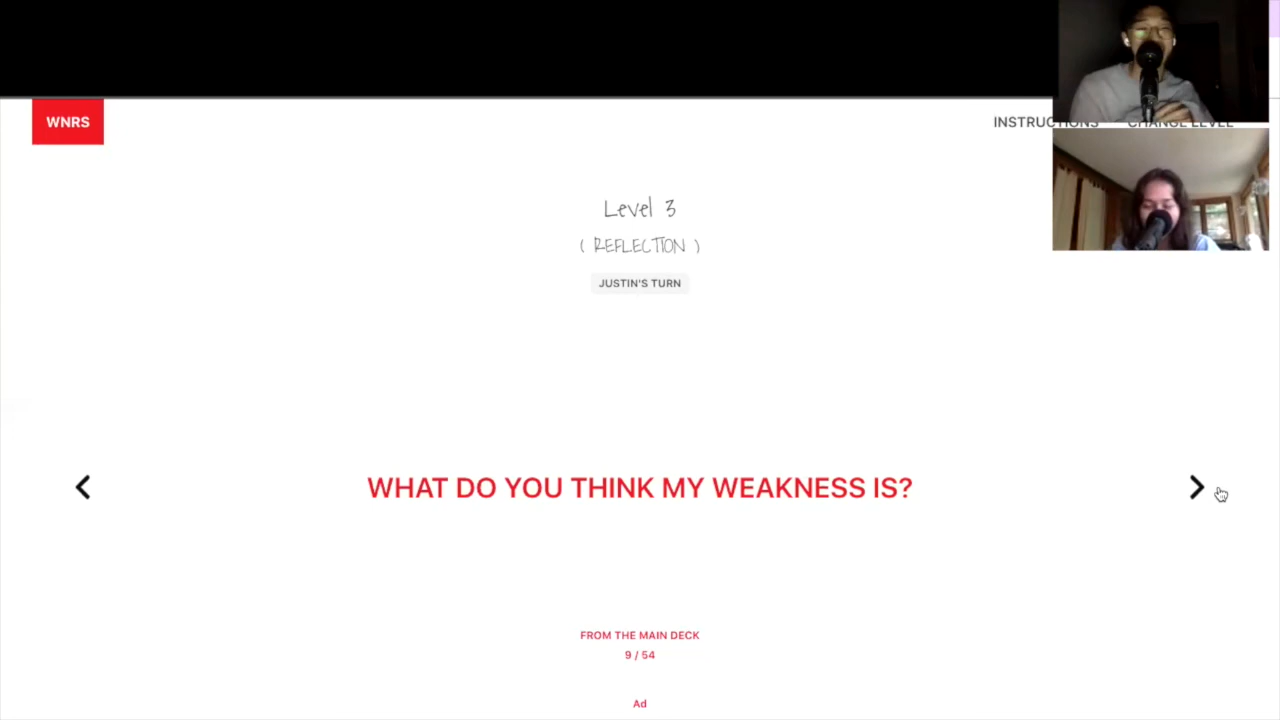 WNRS
INSTRUCTIONS CHANGE LEVEL
Level 3
( REFLECTION )
JUSTIN'S TURN
WHAT DO YOU THINK MY WEAKNESS IS?
FROM THE MAIN DECK
9 / 54
Ad